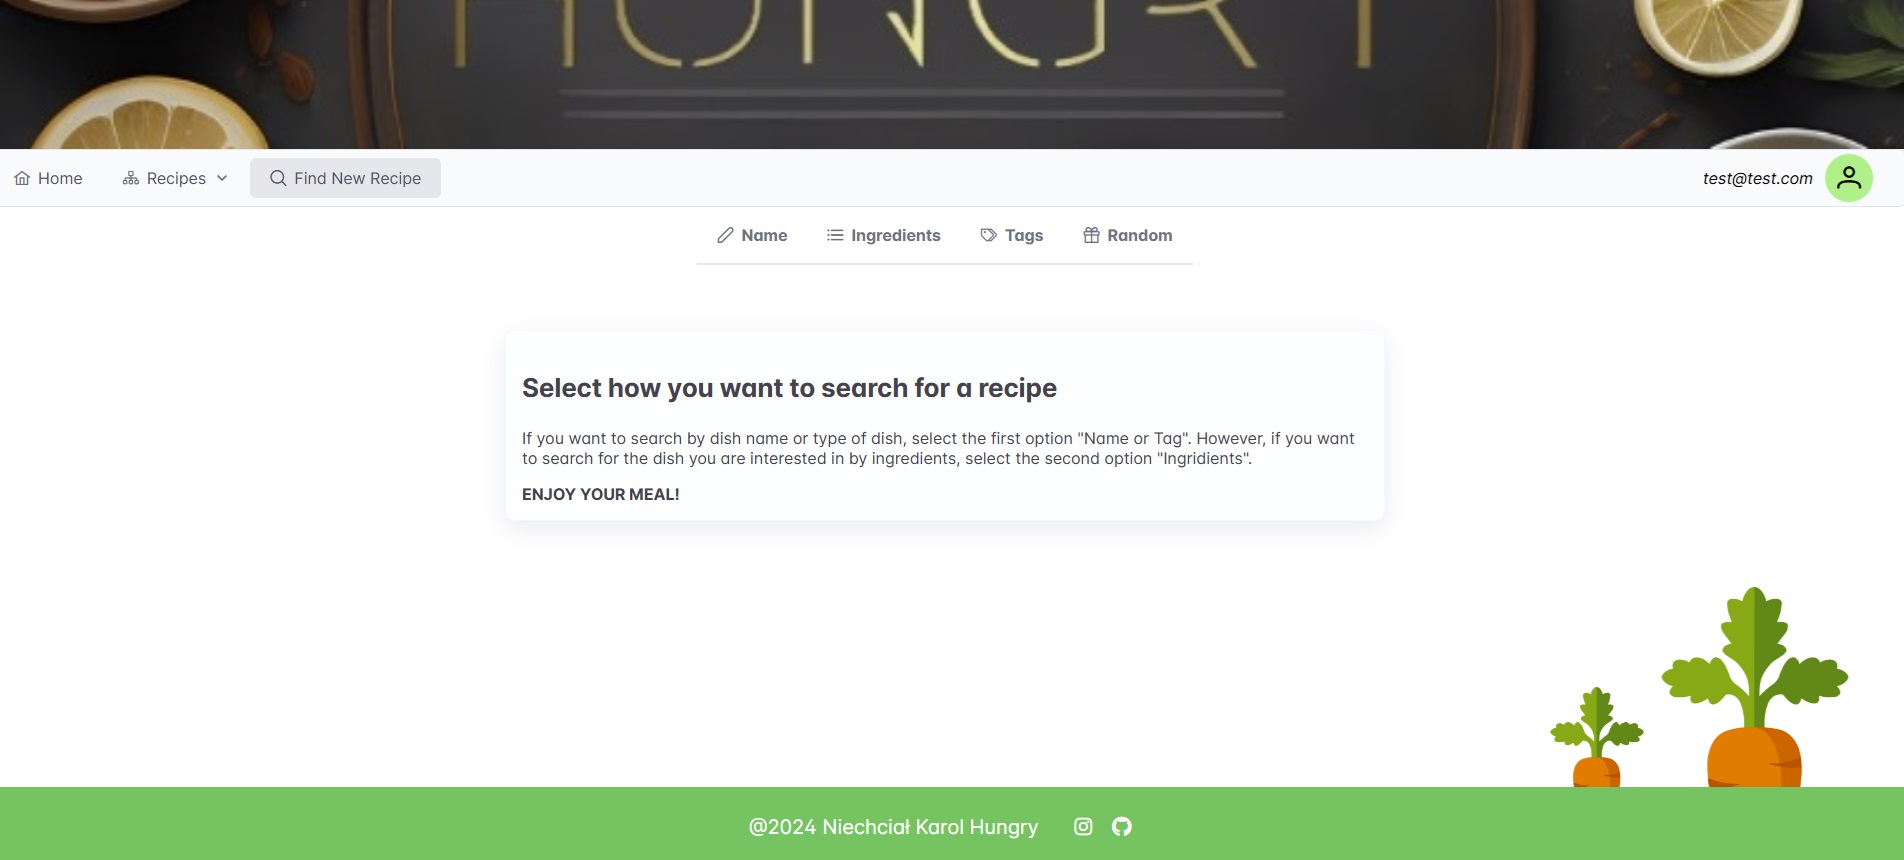 HUNGRY
Home
Recipes
Find New Recipe
test@test.com
Name
Ingredients
Tags
Random
Select how you want to search for a recipe
If you want to search by dish name or type of dish, select the first option "Name or Tag". However, if you want
to search for the dish you are interested in by ingredients, select the second option "Ingridients".
ENJOY YOUR MEAL!
@2024 Niechciał Karol Hungry